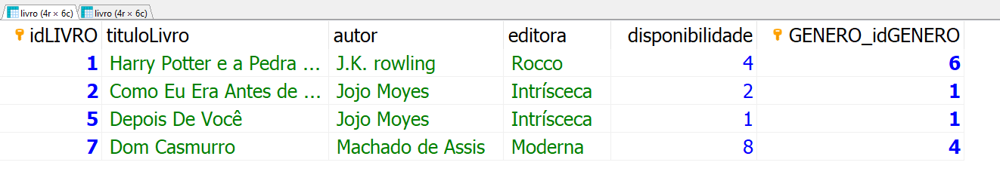 livro (4r × 6c) livro (4r × 6c)
idLIVRO tituloLivro autor editora disponibilidade GENERO_idGENERO
1 Harry Potter e a Pedra ... J.K. rowling Rocco 4 6
2 Como Eu Era Antes de ... Jojo Moyes Intrísceca 2 1
5 Depois De Você Jojo Moyes Intrísceca 1 1
7 Dom Casmurro Machado de Assis Moderna 8 4